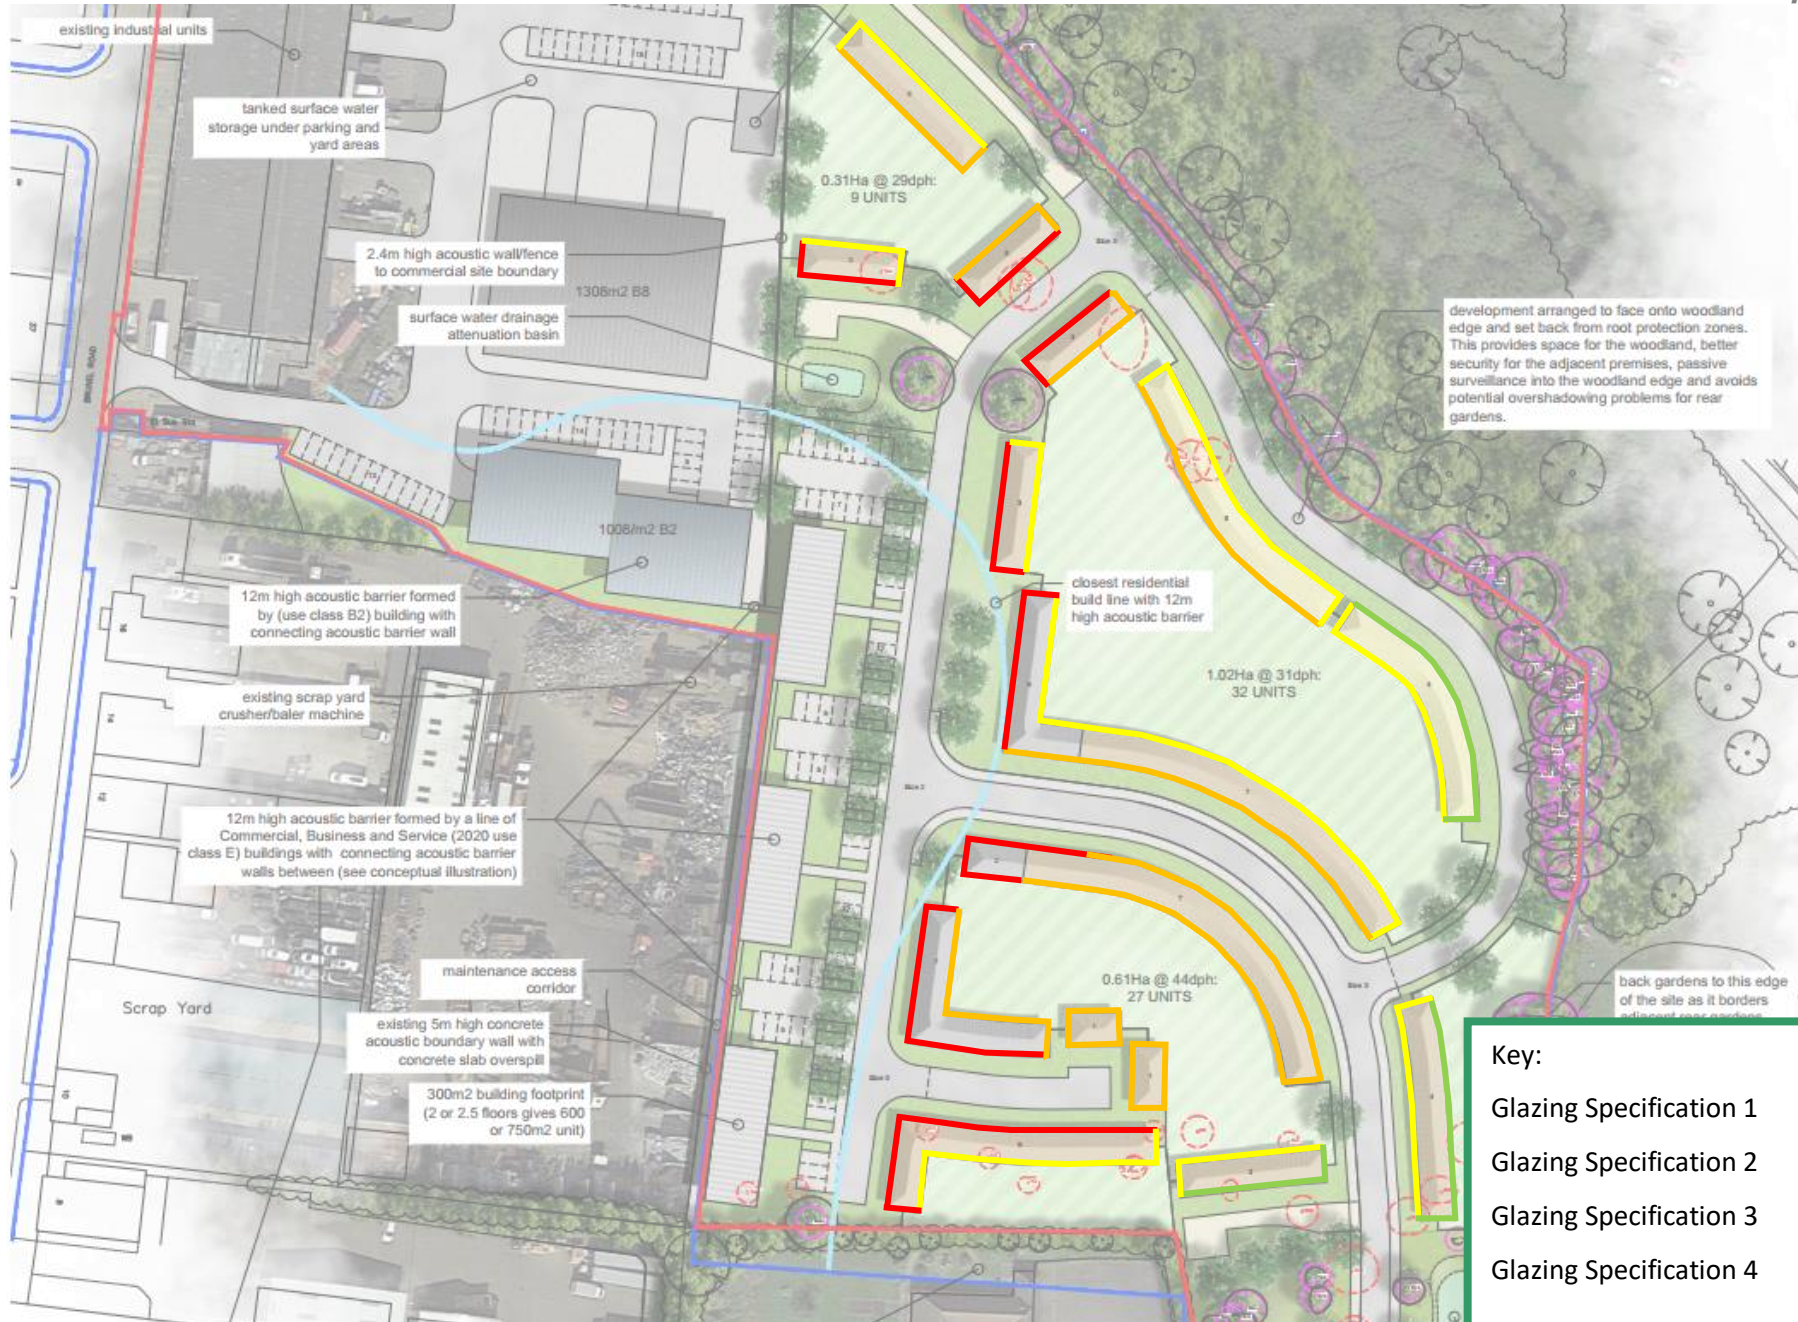 existing industrial units
tanked surface water
storage under parking and
yard areas
0.31Ha @ 29dph:
9 UNITS
2.4m high acoustic wall/fence
to commercial site boundary
1308m2 B8
surface water drainage
attenuation basin
development arranged to face onto woodland
edge and set back from root protection zones.
This provides space for the woodland, better
security for the adjacent premises, passive
surveillance into the woodland edge and avoids
potential overshadowing problems for rear
gardens.
BRUNEL ROAD
1008/m2 B2
closest residential
build line with 12m
high acoustic barrier
12m high acoustic barrier formed
by (use class B2) building with
connecting acoustic barrier wall
1.02Ha @ 31dph:
32 UNITS
existing scrap yard
crusher/baler machine
12m high acoustic barrier formed by a line of
Commercial, Business and Service (2020 use
class E) buildings with connecting acoustic barrier
walls between (see conceptual illustration)
maintenance access
corridor
0.61Ha @ 44dph:
27 UNITS
back gardens to this edge
of the site as it borders
adjacent rear gardens
Scrap Yard
existing 5m high concrete
acoustic boundary wall with
concrete slab overspill
300m2 building footprint
(2 or 2.5 floors gives 600
or 750m2 unit)
Key:
Glazing Specification 1
Glazing Specification 2
Glazing Specification 3
Glazing Specification 4